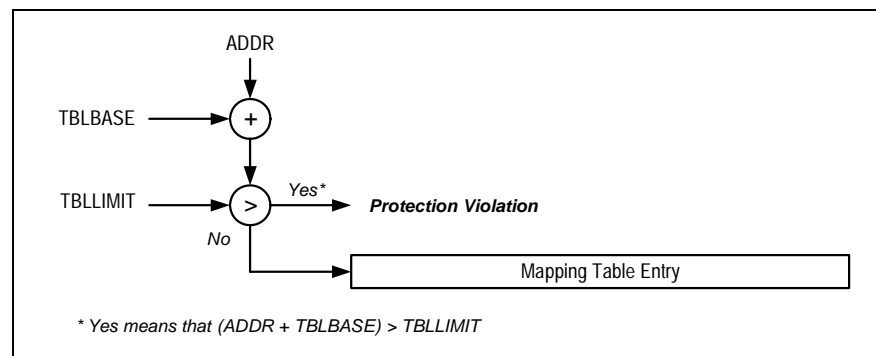 ADDR
TBLBASE
+
TBLLIMIT
>
Yes*
Protection Violation
No
Mapping Table Entry
* Yes means that (ADDR + TBLBASE) > TBLLIMIT